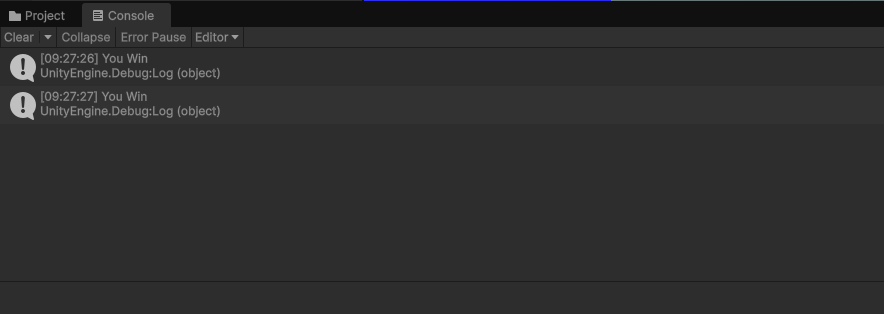 Project Console
Clear Collapse Error Pause Editor
[09:27:26] You Win
UnityEngine.Debug:Log (object)
[09:27:27] You Win
UnityEngine.Debug:Log (object)